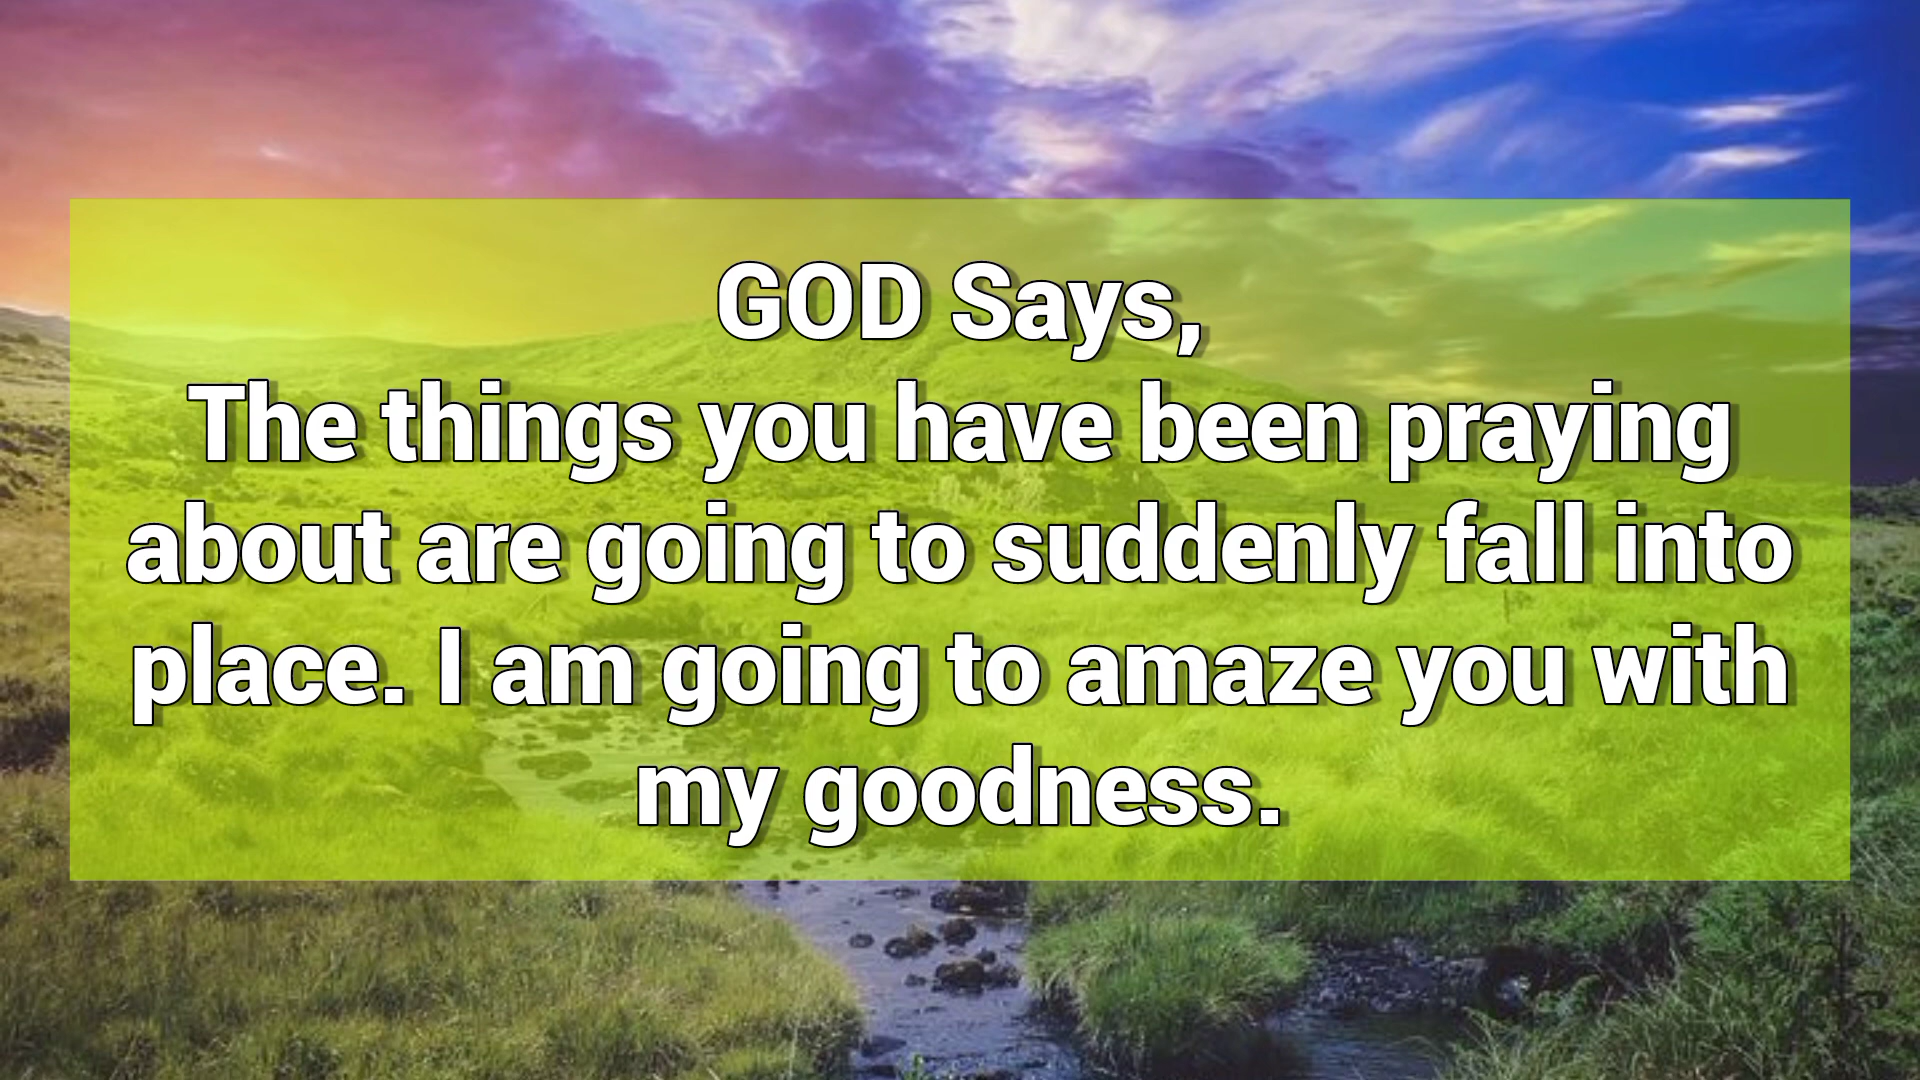 GOD Says,
The things you have been praying
about are going to suddenly fall into
place. I am going to amaze you with
my goodness.